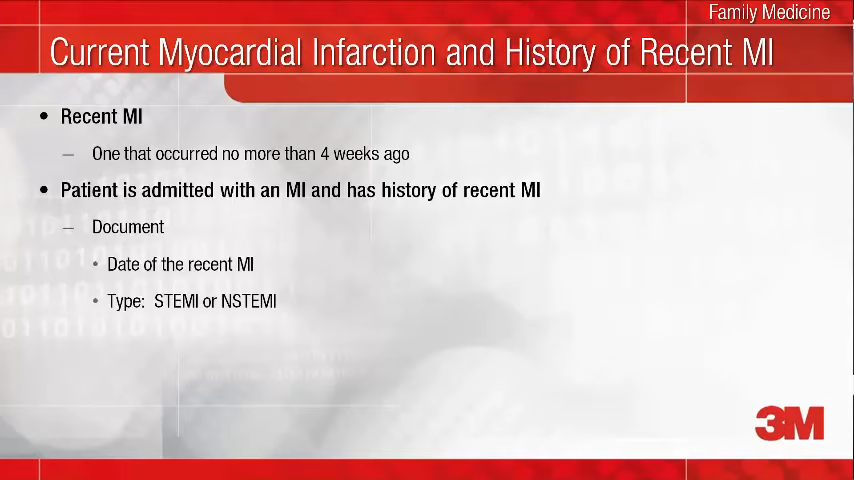 Family Medicine
Current Myocardial Infarction and History of Recent MI
• Recent MI
– One that occurred no more than 4 weeks ago
• Patient is admitted with an MI and has history of recent MI
– Document
• Date of the recent MI
• Type: STEMI or NSTEMI
3M